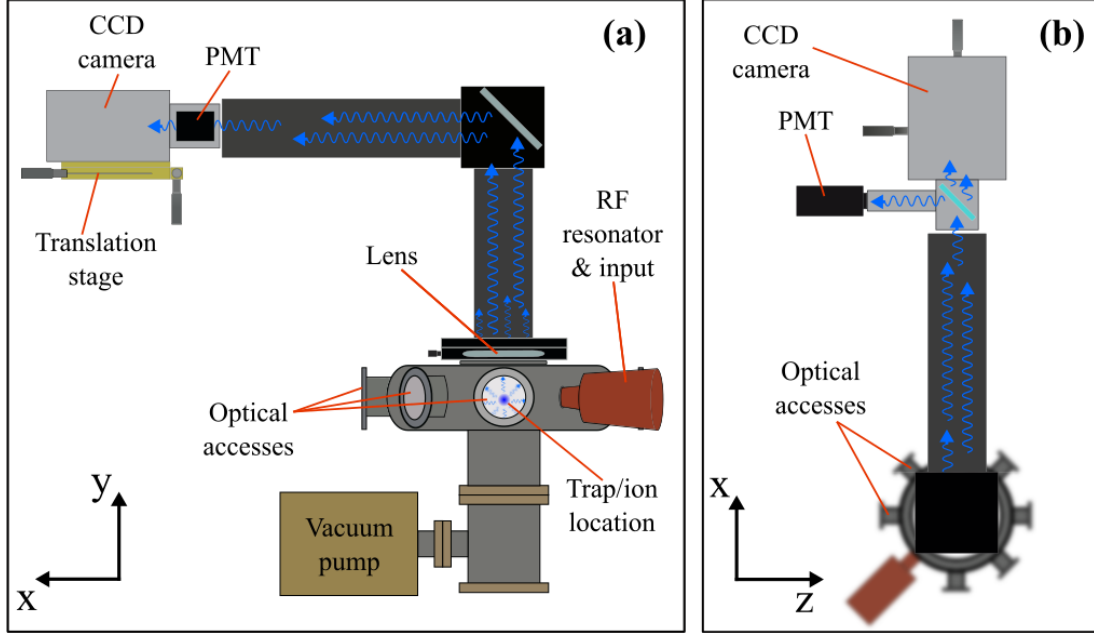 (a)
CCD
camera
PMT
Translation
stage
Lens
RF
resonator
& input
Optical
accesses
Trap/ion
location
Vacuum
pump
y
x
(b)
CCD
camera
PMT
Optical
accesses
x
z